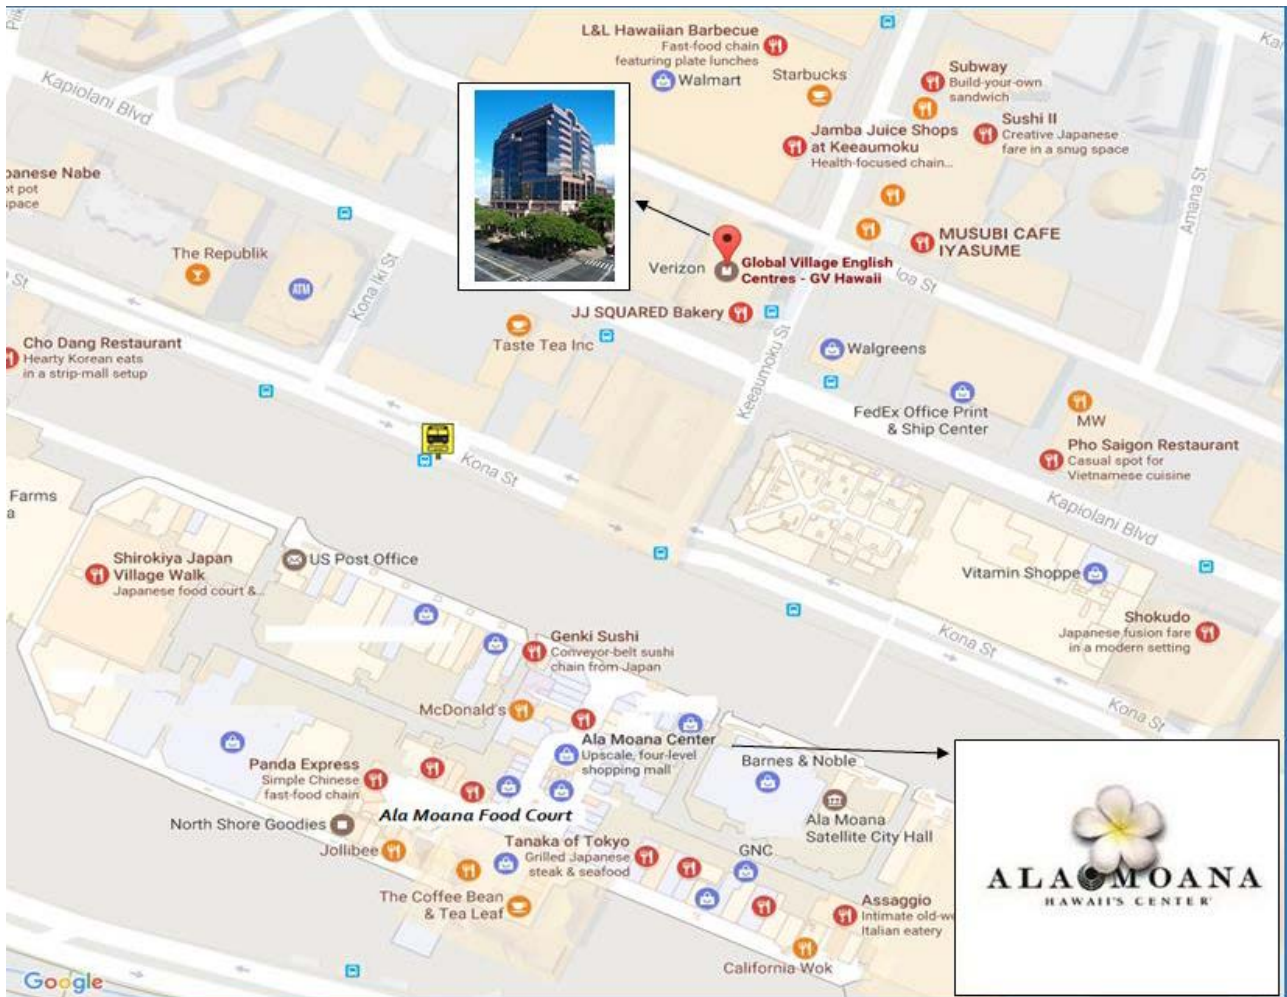 Piik
Kapiolani Blvd
L&L Hawaiian Barbecue
Fast-food chain
featuring plate lunches
Walmart
Starbucks
Subway
Build-your-own
sandwich
Sushi II
Creative Japanese
fare in a snug space
Jamba Juice Shops
at Keeaumoku
Health-focused chain...
Amana St
panese Nabe
ot pot
space
The Republik
ATM
Kona Iki St
Verizon
Global Village English
Centres - GV Hawaii
MUSUBI CAFE
IYASUME
loa St
JJ SQUARED Bakery
Taste Tea Inc
Keeaumoku St
Walgreens
Cho Dang Restaurant
Hearty Korean eats
in a strip-mall setup
FedEx Office Print
& Ship Center
MW
Pho Saigon Restaurant
Casual spot for
Vietnamese cuisine
Kona St
Kapiolani Blvd
Farms
a
Shirokiya Japan
Village Walk
Japanese food court &...
US Post Office
Vitamin Shoppe
Shokudo
Japanese fusion fare
in a modern setting
Kona St
Kona St
Genki Sushi
Conveyor-belt sushi
chain from Japan
McDonald's
Ala Moana Center
Upscale, four-level
shopping mall
Barnes & Noble
Panda Express
Simple Chinese
fast-food chain
Ala Moana Food Court
North Shore Goodies
Jollibee
Ala Moana
Satellite City Hall
Tanaka of Tokyo
Grilled Japanese
steak & seafood
GNC
The Coffee Bean
& Tea Leaf
Assaggio
Intimate old-wo
Italian eatery
California Wok
ALA MOANA
HAWAII'S CENTER
Google